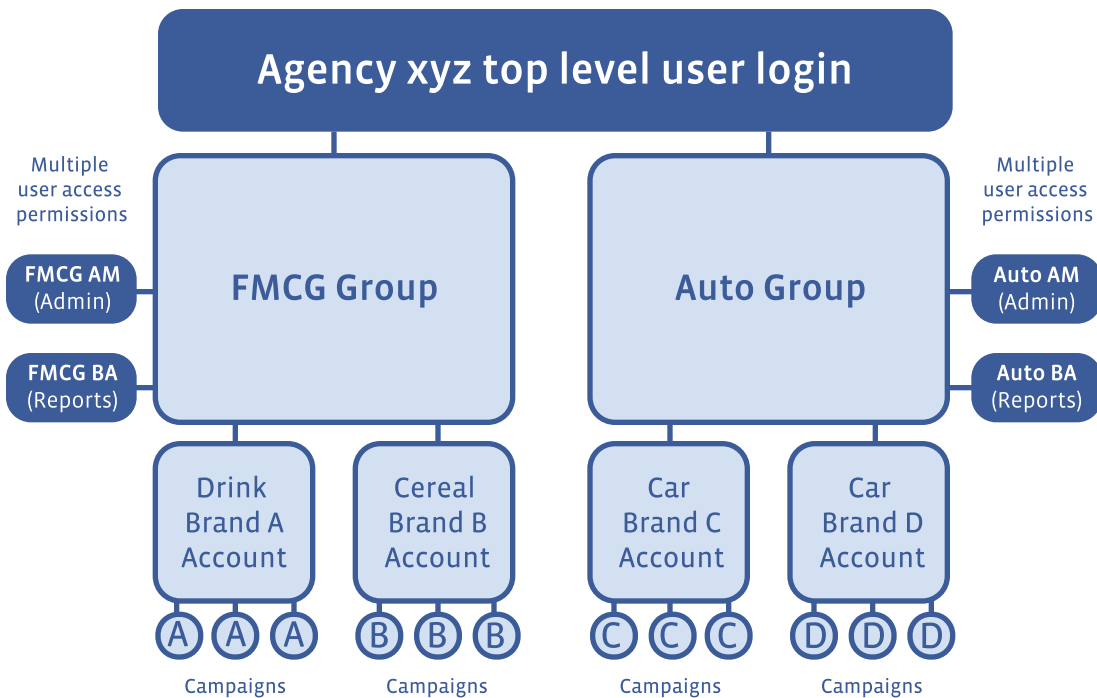 Agency xyz top level user login
Multiple
user access
permissions
FMCG AM
(Admin)
FMCG BA
(Reports)
FMCG Group
Auto Group
Multiple
user access
permissions
Auto AM
(Admin)
Auto BA
(Reports)
Drink
Brand A
Account
Cereal
Brand B
Account
Car
Brand C
Account
Car
Brand D
Account
A A A
B B B
C C C
D D D
Campaigns
Campaigns
Campaigns
Campaigns